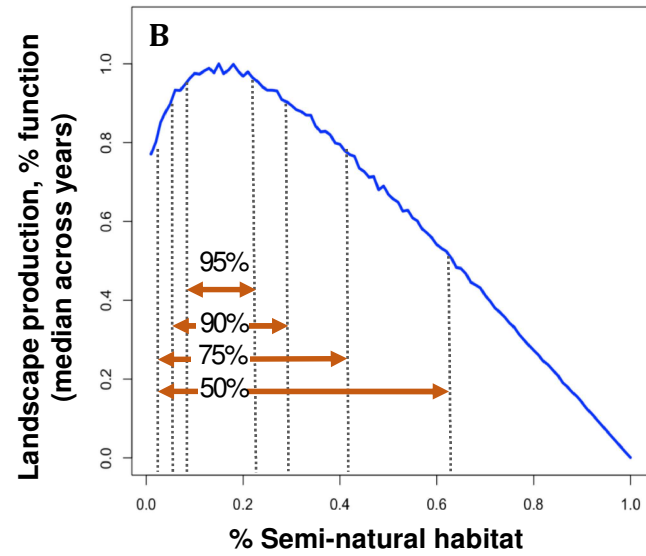 B
Landscape production, % function
(median across years)
1.0
0.8
0.6
0.4
0.2
0.0
95%
90%
75%
50%
0.0 0.2 0.4 0.6 0.8 1.0
% Semi-natural habitat